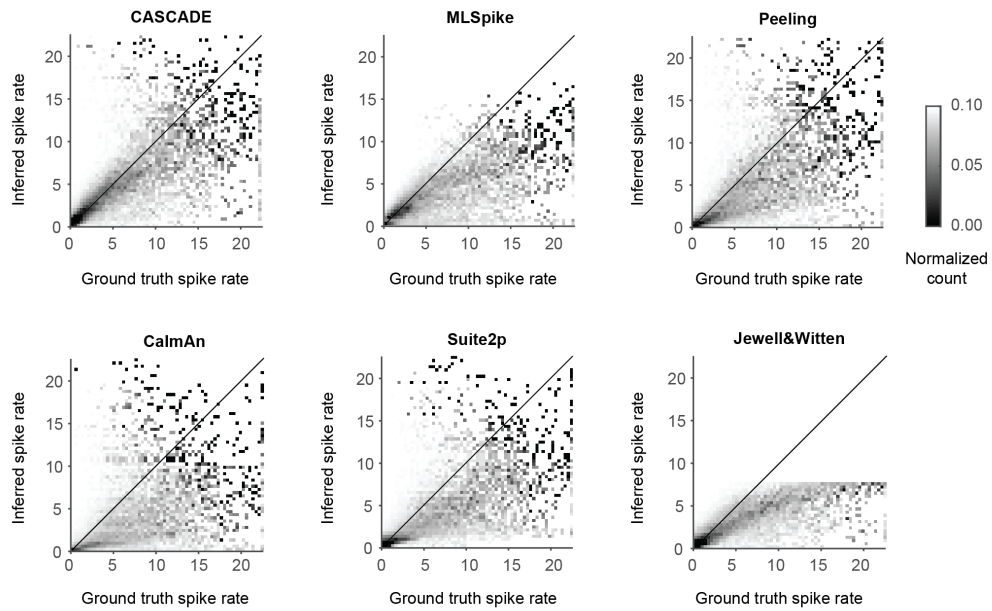 CASCADE
MLSpike
Peeling
Inferred spike rate
20
15
10
5
0
0 5 10 15 20
Ground truth spike rate
Inferred spike rate
20
15
10
5
0
0 5 10 15 20
Ground truth spike rate
Inferred spike rate
20
15
10
5
0
0 5 10 15 20
Ground truth spike rate
0.10
0.05
0.00
Normalized
count
CaImAn
Suite2p
Jewell&Witten
Inferred spike rate
20
15
10
5
0
0 5 10 15 20
Ground truth spike rate
Inferred spike rate
20
15
10
5
0
0 5 10 15 20
Ground truth spike rate
Inferred spike rate
20
15
10
5
0
0 5 10 15 20
Ground truth spike rate